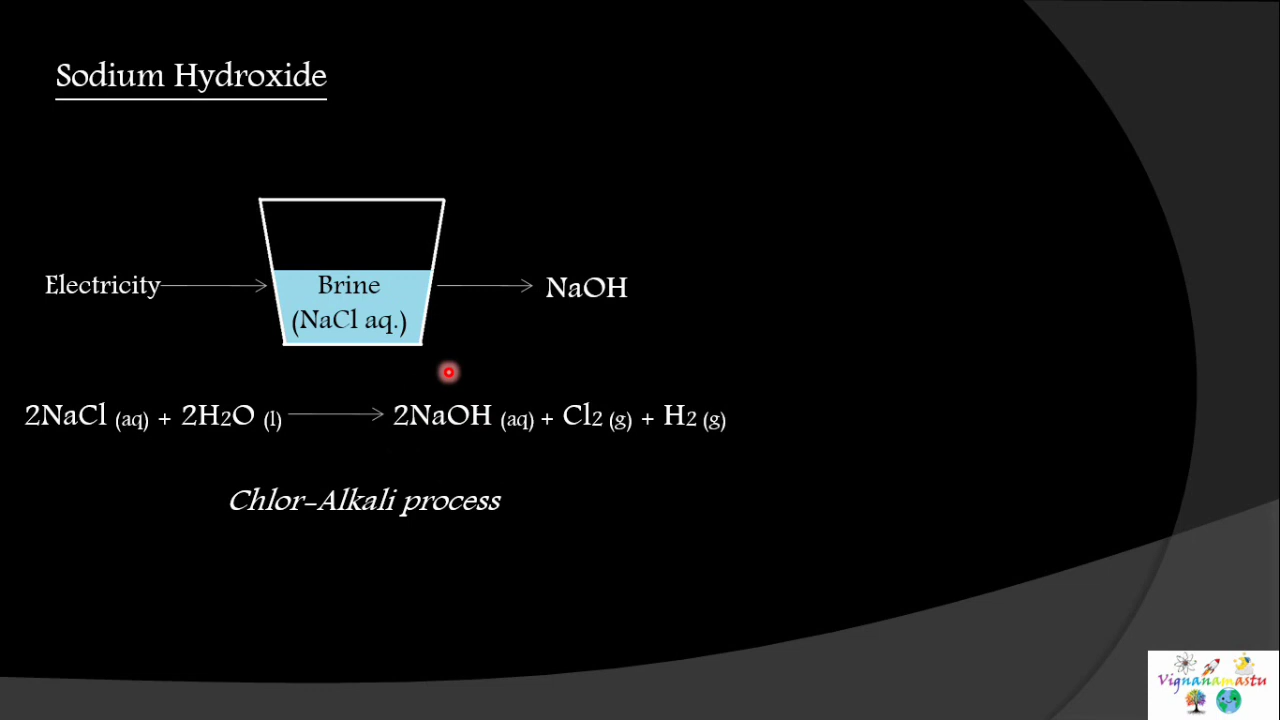 Sodium Hydroxide
Electricity
Brine
(NaCl aq.)
NaOH
2NaCl (aq) + 2H2O (l) → 2NaOH (aq) + Cl2 (g) + H2 (g)
Chlor-Alkali process
Vignanamastu